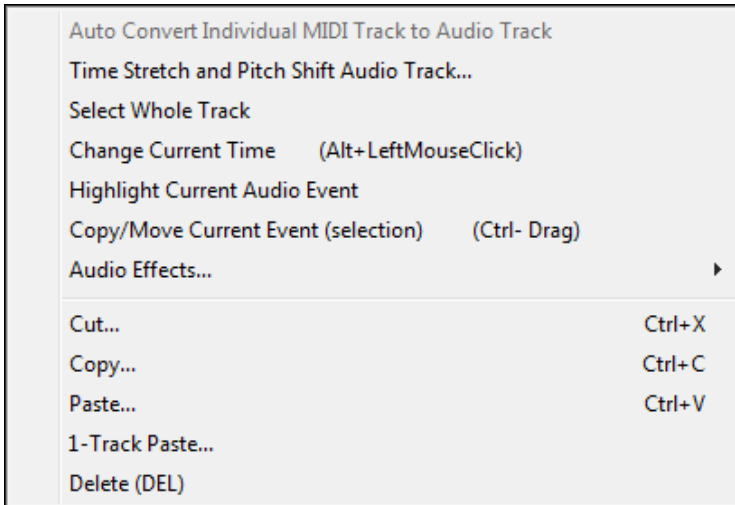 Auto Convert Individual MIDI Track to Audio Track
Time Stretch and Pitch Shift Audio Track...
Select Whole Track
Change Current Time (Alt+LeftMouseClick)
Highlight Current Audio Event
Copy/Move Current Event (selection) (Ctrl- Drag)
Audio Effects...
Cut... Ctrl+X
Copy... Ctrl+C
Paste... Ctrl+V
1-Track Paste...
Delete (DEL)